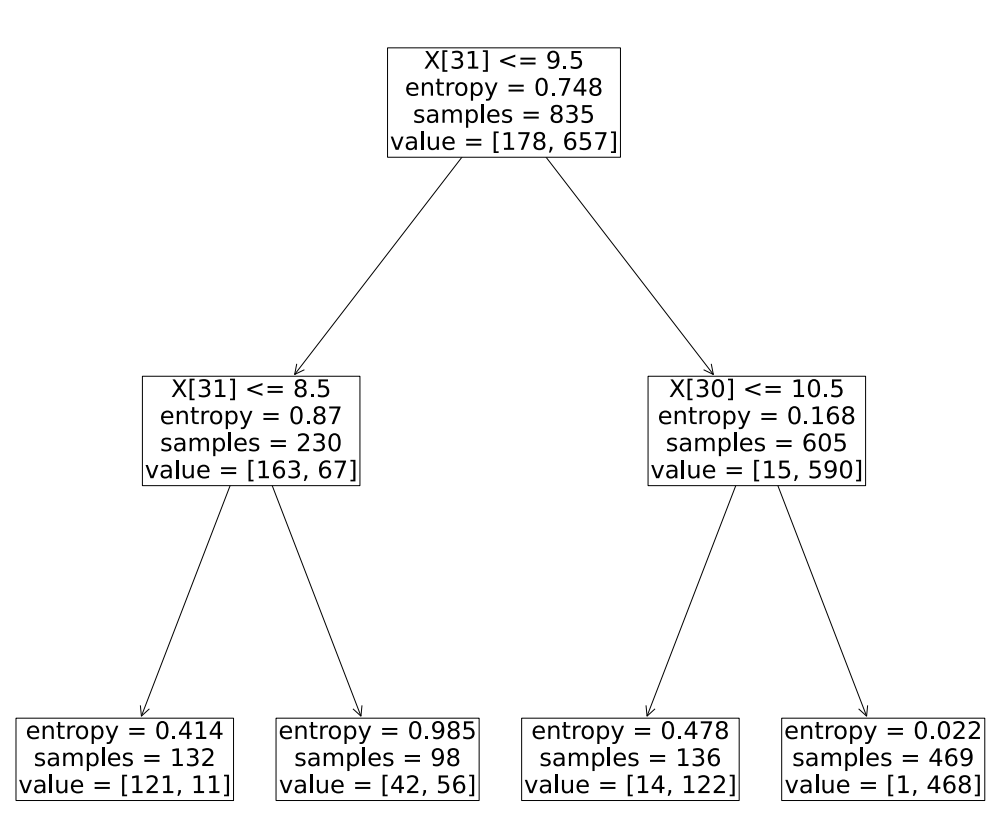 X[31] <= 9.5
entropy = 0.748
samples = 835
value = [178, 657]
X[31] <= 8.5
entropy = 0.87
samples = 230
value = [163, 67]
X[30] <= 10.5
entropy = 0.168
samples = 605
value = [15, 590]
entropy = 0.414
samples = 132
value = [121, 11]
entropy = 0.985
samples = 98
value = [42, 56]
entropy = 0.478
samples = 136
value = [14, 122]
entropy = 0.022
samples = 469
value = [1, 468]